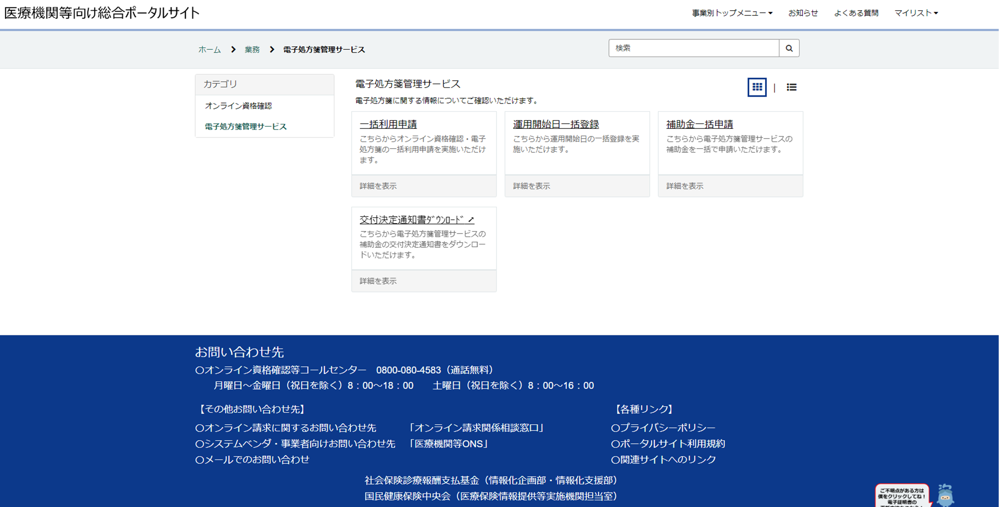 医療機関等向け総合ポータルサイト
事業別トップメニュー お知らせ よくある質問 マイリスト
ホーム 業務 電子処方箋管理サービス
検索
カテゴリ
オンライン資格確認
電子処方箋管理サービス
電子処方箋管理サービス
電子処方箋に関する情報についてご確認いただけます。
一括利用申請
こちらからオンライン資格確認・電子
処方箋の一括利用申請を実施いただけ
ます。
詳細を表示
運用開始日一括登録
こちらから運用開始日の一括登録を実
施いただけます。
詳細を表示
補助金一括申請
こちらから電子処方箋管理サービスの
補助金を一括で申請いただけます。
詳細を表示
交付決定通知書ﾀﾞｳﾝﾛｰﾄﾞ ↗
こちらから電子処方箋管理サービスの
補助金の交付決定通知書をダウンロー
ドいただけます。
詳細を表示
お問い合わせ先
〇オンライン資格確認等コールセンター　0800-080-4583（通話無料）
月曜日～金曜日（祝日を除く）8：00～18：00　　土曜日（祝日を除く）8：00～16：00
【その他お問い合わせ先】
〇オンライン請求に関するお問い合わせ先 「オンライン請求関係相談窓口」
〇システムベンダ・事業者向けお問い合わせ先 「医療機関等ONS」
〇メールでのお問い合わせ
【各種リンク】
〇プライバシーポリシー
〇ポータルサイト利用規約
〇関連サイトへのリンク
社会保険診療報酬支払基金（情報化企画部・情報化支援部）
国民健康保険中央会（医療保険情報提供等実施機関担当室）
ご不明点がある方は
僕をクリックしてね！
電子証明書の